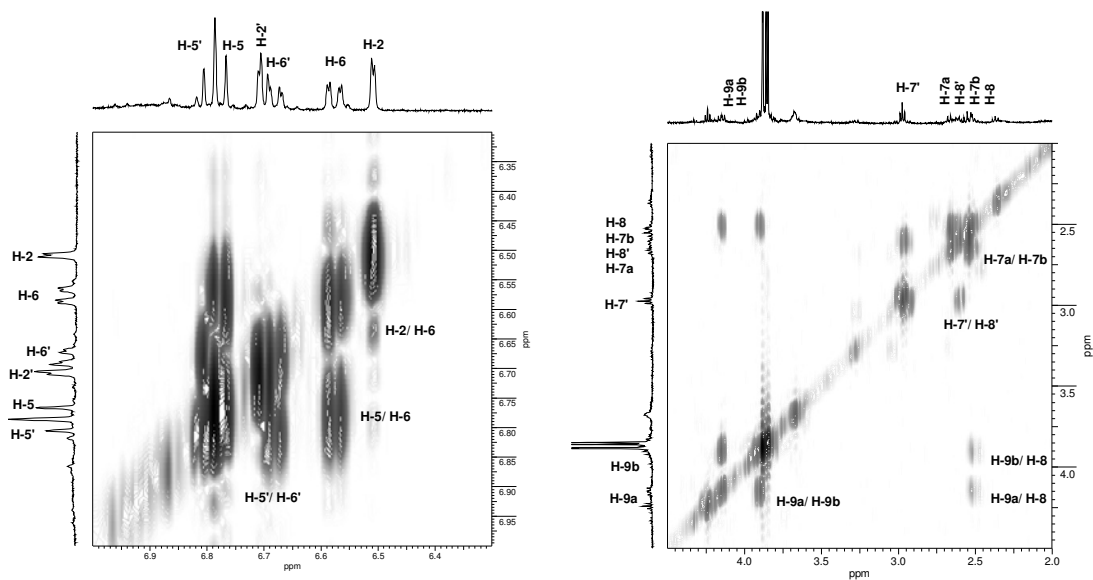 H-5'
H-5
H-2'
H-6'
H-6
H-2
H-2
H-6
H-6'
H-2'
H-5
H-5'
H-2/ H-6
H-5/ H-6
H-5'/ H-6'
6.35
6.40
6.45
6.50
6.55
6.60
6.65
6.70
6.75
6.80
6.85
6.90
6.95
ppm
6.9
6.8
6.7
6.6
6.5
6.4
ppm
H-9a
H-9b
H-7'
H-7a
H-8'
H-7b
H-8
H-8
H-7b
H-8'
H-7a
H-7'
H-9b
H-9a
H-7a/ H-7b
H-7'/ H-8'
H-9b/ H-8
H-9a/ H-8
H-9a/ H-9b
2.5
3.0
3.5
4.0
ppm
4.0
3.5
3.0
2.5
2.0
ppm